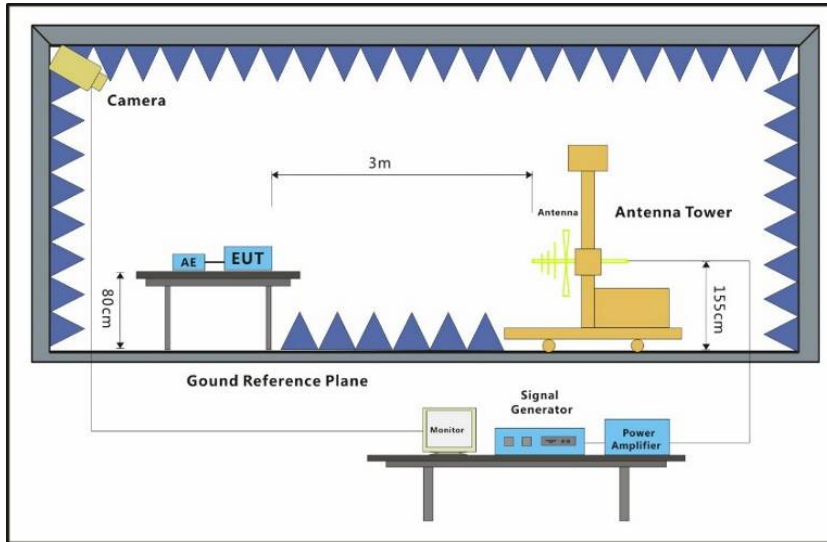 Camera
3m
Antenna
Antenna Tower
AE
EUT
80cm
155cm
Gound Reference Plane
Signal
Generator
Monitor
Power
Amplifier